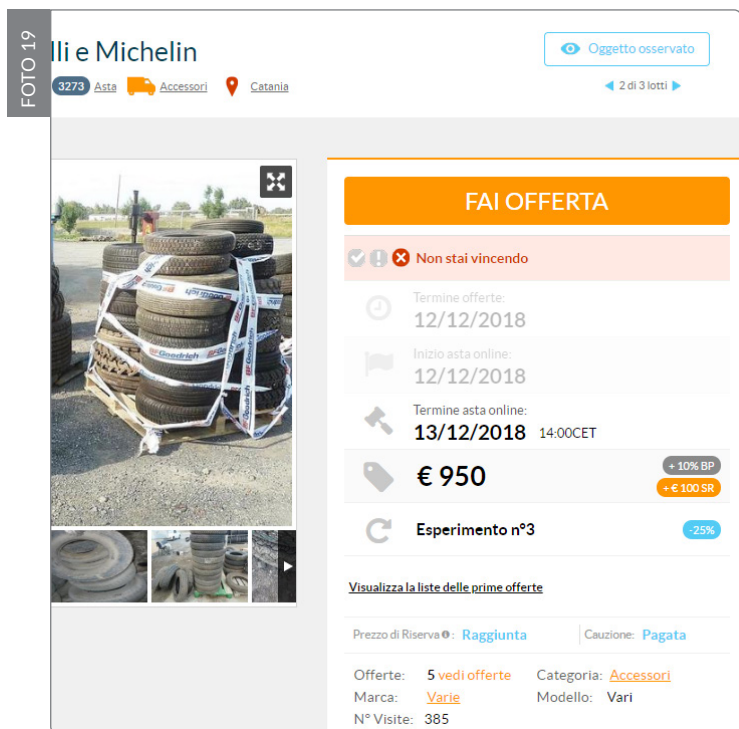 FOTO 19
lli e Michelin
Oggetto osservato
3273 Asta Accessori Catania
2 di 3 lotti
FAI OFFERTA
Non stai vincendo
Termine offerte:
12/12/2018
Inizio asta online:
12/12/2018
Termine asta online:
13/12/2018 14:00CET
€ 950
+ 10% BP
+ € 100 SR
Esperimento n°3
-25%
Visualizza la liste delle prime offerte
Prezzo di Riserva : Raggiunta Cauzione: Pagata
Offerte: 5 vedi offerte Categoria: Accessori
Marca: Varie Modello: Vari
N° Visite: 385
BFGoodrich
BFGoodrich
BFGoodrich